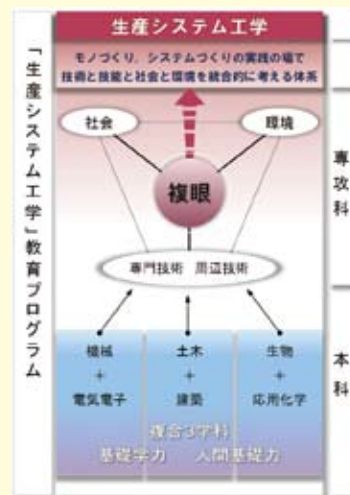 「生産システム工学」教育プログラム
生産システム工学
モノづくり、システムづくりの実践の場で
技術と技能と社会と環境を統合的に考える体系
社会
環境
複眼
専門技術 周辺技術
機械
+
電気電子
土木
+
建築
生物
+
応用化学
複合3学科
基礎学力 人間基礎力
専攻科
本科